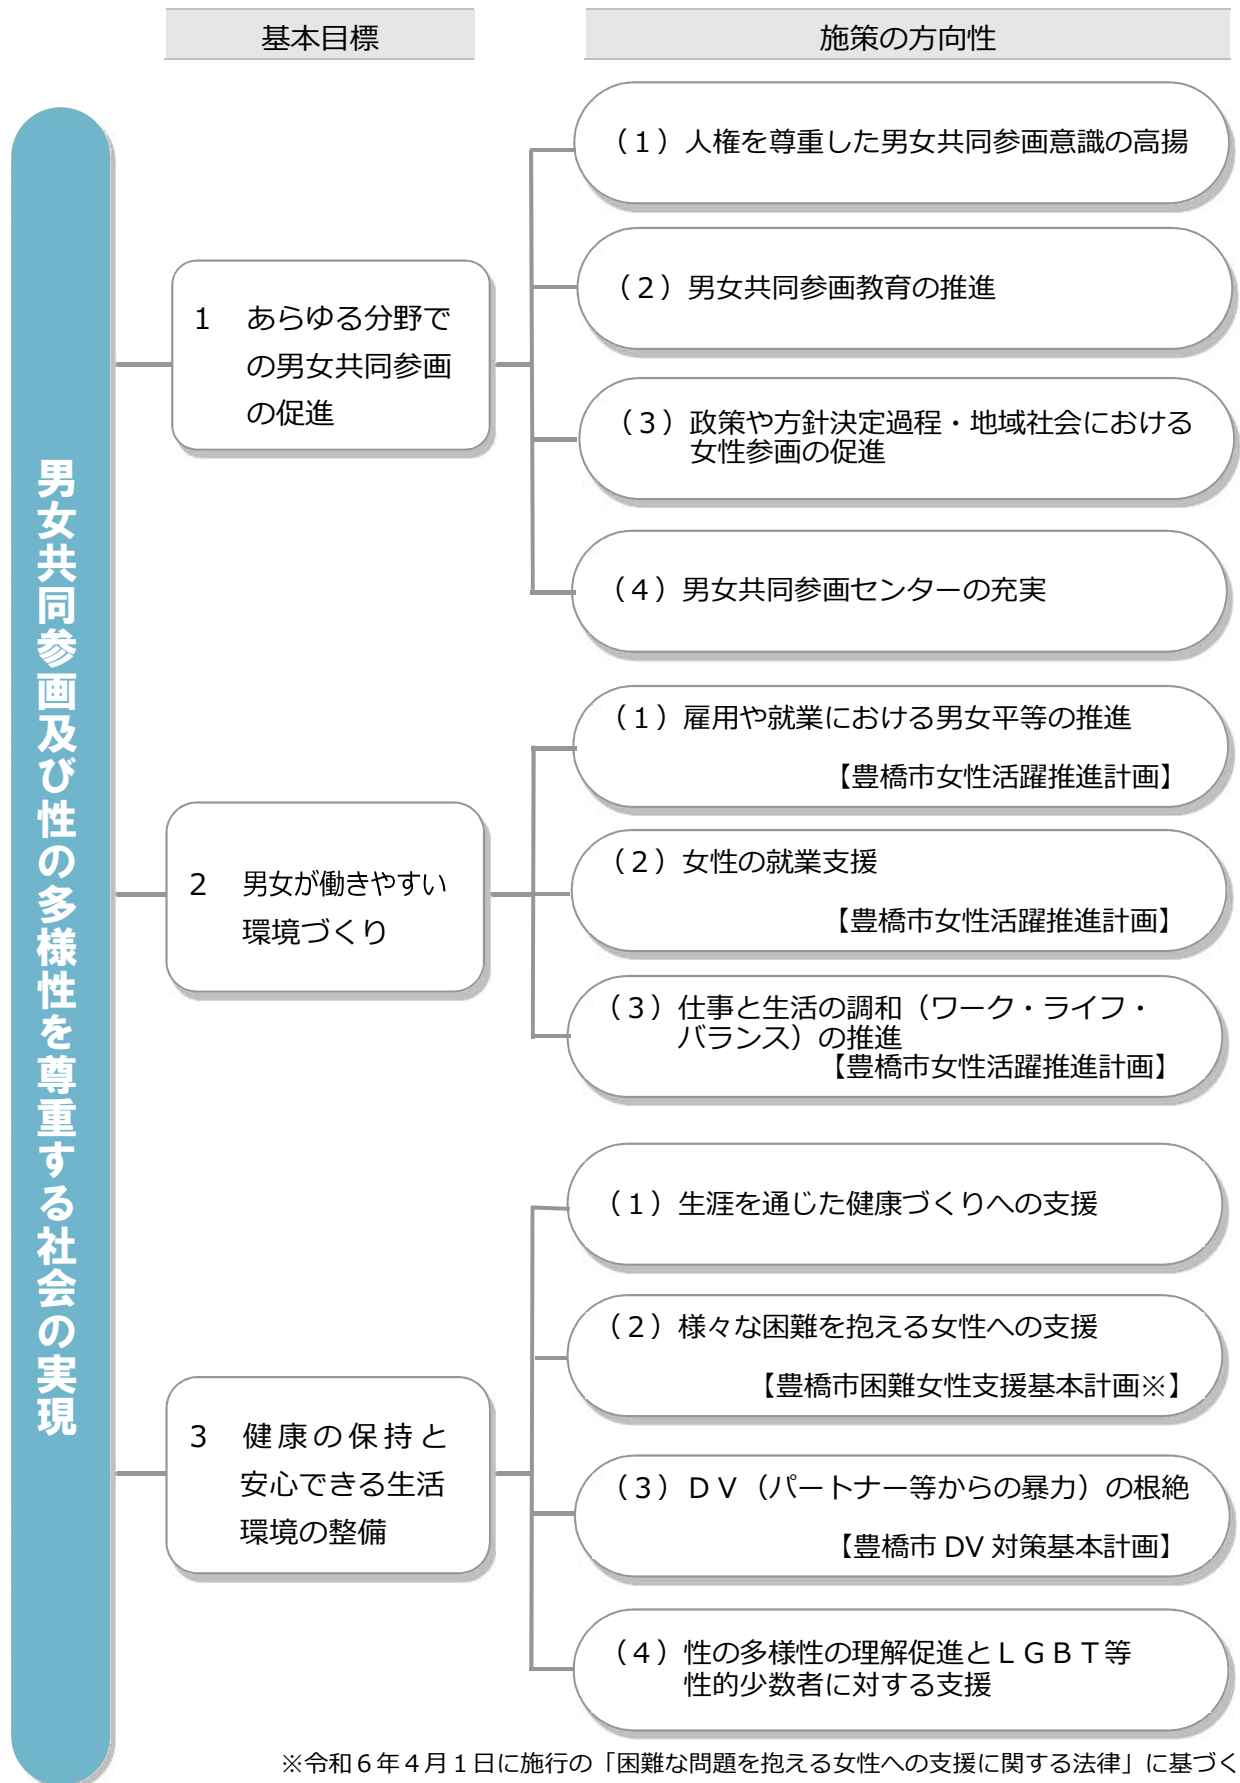 基本目標
施策の方向性
男女共同参画及び性の多様性を尊重する社会の実現
1 あらゆる分野で
の男女共同参画
の促進
（１）人権を尊重した男女共同参画意識の高揚
（２）男女共同参画教育の推進
（３）政策や方針決定過程・地域社会における
女性参画の促進
（４）男女共同参画センターの充実
2 男女が働きやすい
環境づくり
（１）雇用や就業における男女平等の推進
【豊橋市女性活躍推進計画】
（２）女性の就業支援
【豊橋市女性活躍推進計画】
（３）仕事と生活の調和（ワーク・ライフ・
バランス）の推進
【豊橋市女性活躍推進計画】
3 健康の保持と
安心できる生活
環境の整備
（１）生涯を通じた健康づくりへの支援
（２）様々な困難を抱える女性への支援
【豊橋市困難女性支援基本計画※】
（３）ＤＶ（パートナー等からの暴力）の根絶
【豊橋市 DV 対策基本計画】
（４）性の多様性の理解促進とＬＧＢＴ等
性的少数者に対する支援
※令和６年４月１日に施行の「困難な問題を抱える女性への支援に関する法律」に基づく